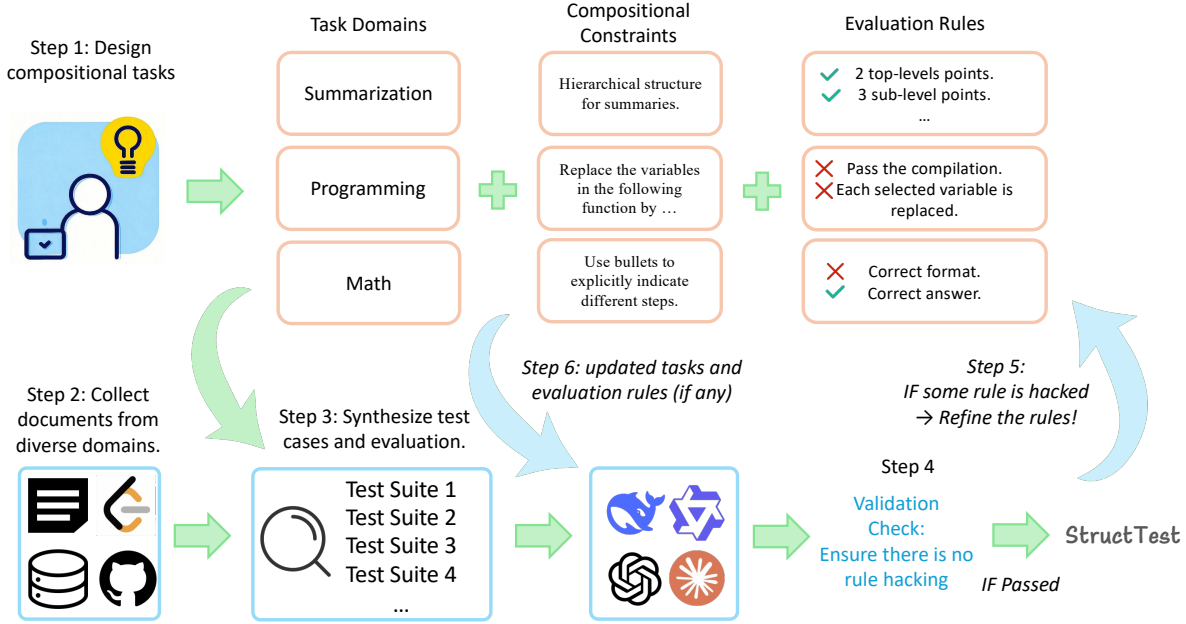 Step 1: Design
compositional tasks
Task Domains
Compositional
Constraints
Evaluation Rules
Summarization
Hierarchical structure
for summaries.
2 top-levels points.
3 sub-level points.
…
Programming
Replace the variables
in the following
function by …
Pass the compilation.
Each selected variable is
replaced.
Math
Use bullets to
explicitly indicate
different steps.
Correct format.
Correct answer.
Step 6: updated tasks and
evaluation rules (if any)
Step 5:
IF some rule is hacked
→ Refine the rules!
Step 2: Collect
documents from
diverse domains.
Step 3: Synthesize test
cases and evaluation.
Test Suite 1
Test Suite 2
Test Suite 3
Test Suite 4
…
Step 4
Validation
Check:
Ensure there is no
rule hacking
IF Passed
StructTest